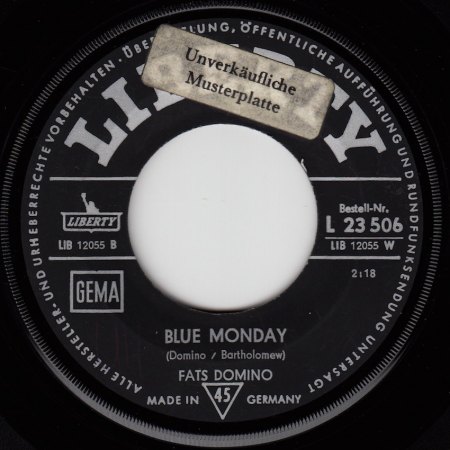 ALLE HERSTELLER- UND URHEBERRECHTE VORBEHALTEN. ÜBERSPIELUNG, ÖFFENTLICHE AUFFÜHRUNG UND RUNDFUNKSENDUNG UNTERSAGT
Unverkäufliche
Musterplatte
LIBERTY
LIBERTY
LIB 12055 B
Bestell-Nr.
L 23 506
LIB 12055 W
GEMA
2:18
BLUE MONDAY
(Domino / Bartholomew)
FATS DOMINO
MADE IN 45 GERMANY